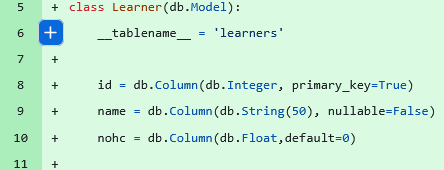 5 + class Learner(db.Model):
6 + __tablename__ = 'learners'
7 +
8 + id = db.Column(db.Integer, primary_key=True)
9 + name = db.Column(db.String(50), nullable=False)
10 + nohc = db.Column(db.Float,default=0)
11 +